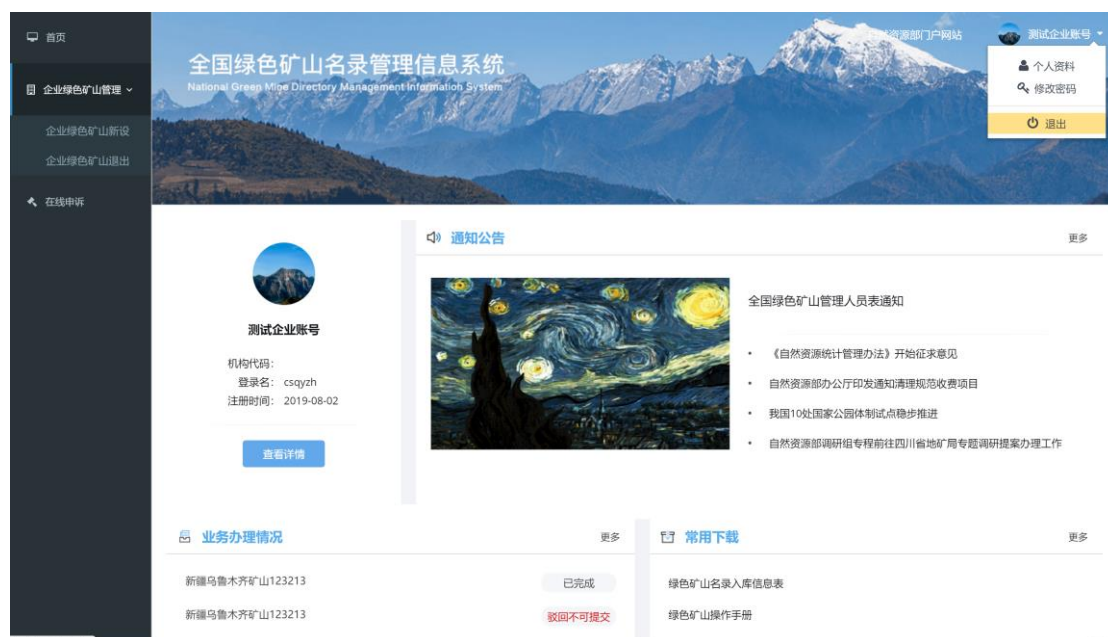 首页
自然资源部门户网站
测试企业账号
全国绿色矿山名录管理信息系统
National Green Mine Directory Management Information System
个人资料
修改密码
退出
企业绿色矿山管理
企业绿色矿山新设
企业绿色矿山退出
在线申诉
测试企业账号
机构代码:
登录名: csqyzh
注册时间: 2019-08-02
查看详情
通知公告
更多
全国绿色矿山管理人员表通知
• 《自然资源统计管理办法》开始征求意见
• 自然资源部办公厅印发通知清理规范收费项目
• 我国10处国家公园体制试点稳步推进
• 自然资源部调研组专程前往四川省地矿局专题调研提案办理工作
业务办理情况
更多
新疆乌鲁木齐矿山123213
已完成
新疆乌鲁木齐矿山123213
驳回不可提交
常用下载
更多
绿色矿山名录入库信息表
绿色矿山操作手册